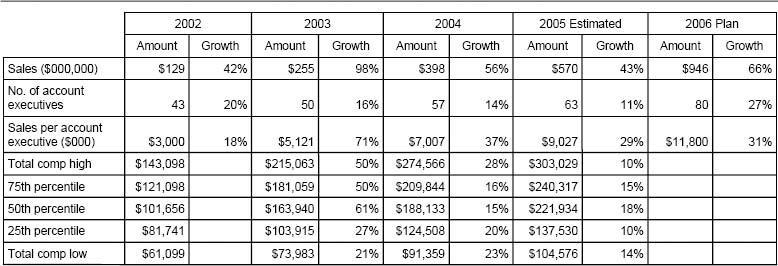 2002 2003 2004 2005 Estimated 2006 Plan
Amount Growth Amount Growth Amount Growth Amount Growth Amount Growth
Sales ($000,000) $129 42% $255 98% $398 56% $570 43% $946 66%
No. of account
executives 43 20% 50 16% 57 14% 63 11% 80 27%
Sales per account
executive ($000) $3,000 18% $5,121 71% $7,007 37% $9,027 29% $11,800 31%
Total comp high $143,098 $215,063 50% $274,566 28% $303,029 10%
75th percentile $121,098 $181,059 50% $209,844 16% $240,317 15%
50th percentile $101,656 $163,940 61% $188,133 15% $221,934 18%
25th percentile $81,741 $103,915 27% $124,508 20% $137,530 10%
Total comp low $61,099 $73,983 21% $91,359 23% $104,576 14%